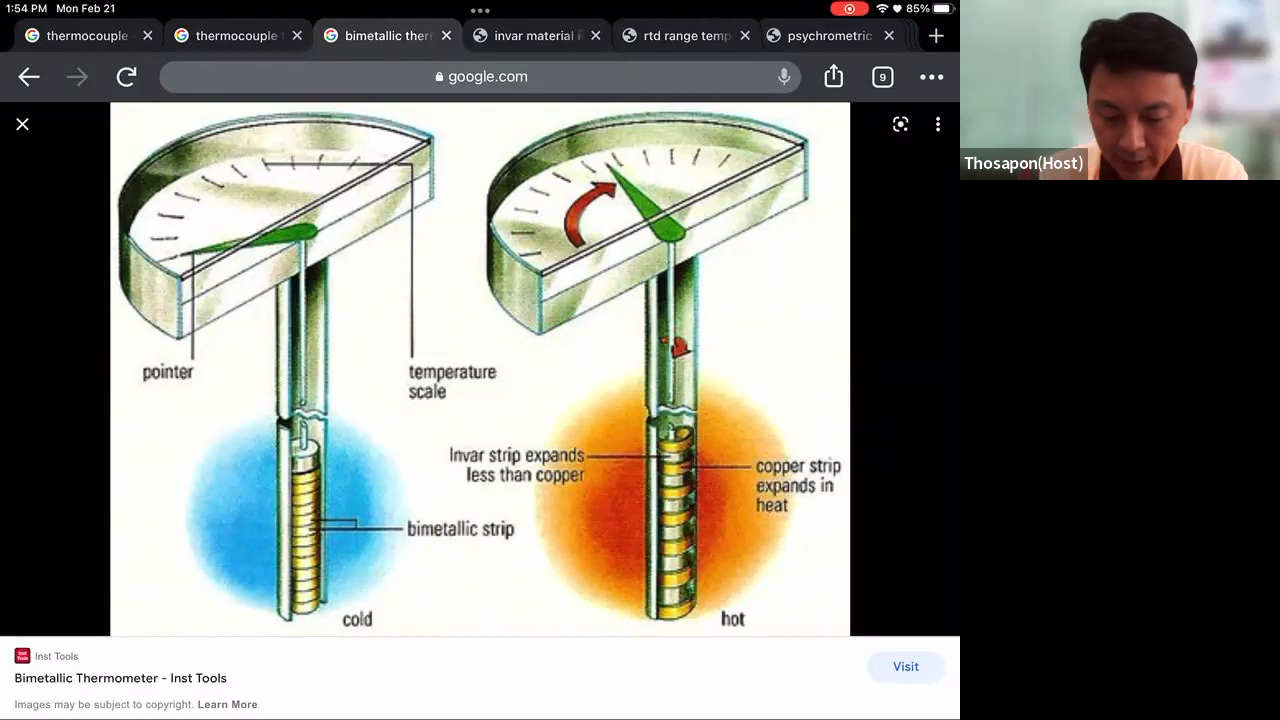 1:54 PM Mon Feb 21
85%
thermocouple
thermocouple t
bimetallic ther
invar material i
rtd range temp
psychrometric
google.com
9
Thosapon(Host)
pointer
temperature
scale
Invar strip expands
less than copper
copper strip
expands in
heat
bimetallic strip
cold
hot
Inst Tools
Inst Tools
Bimetallic Thermometer - Inst Tools
Visit
Images may be subject to copyright. Learn More